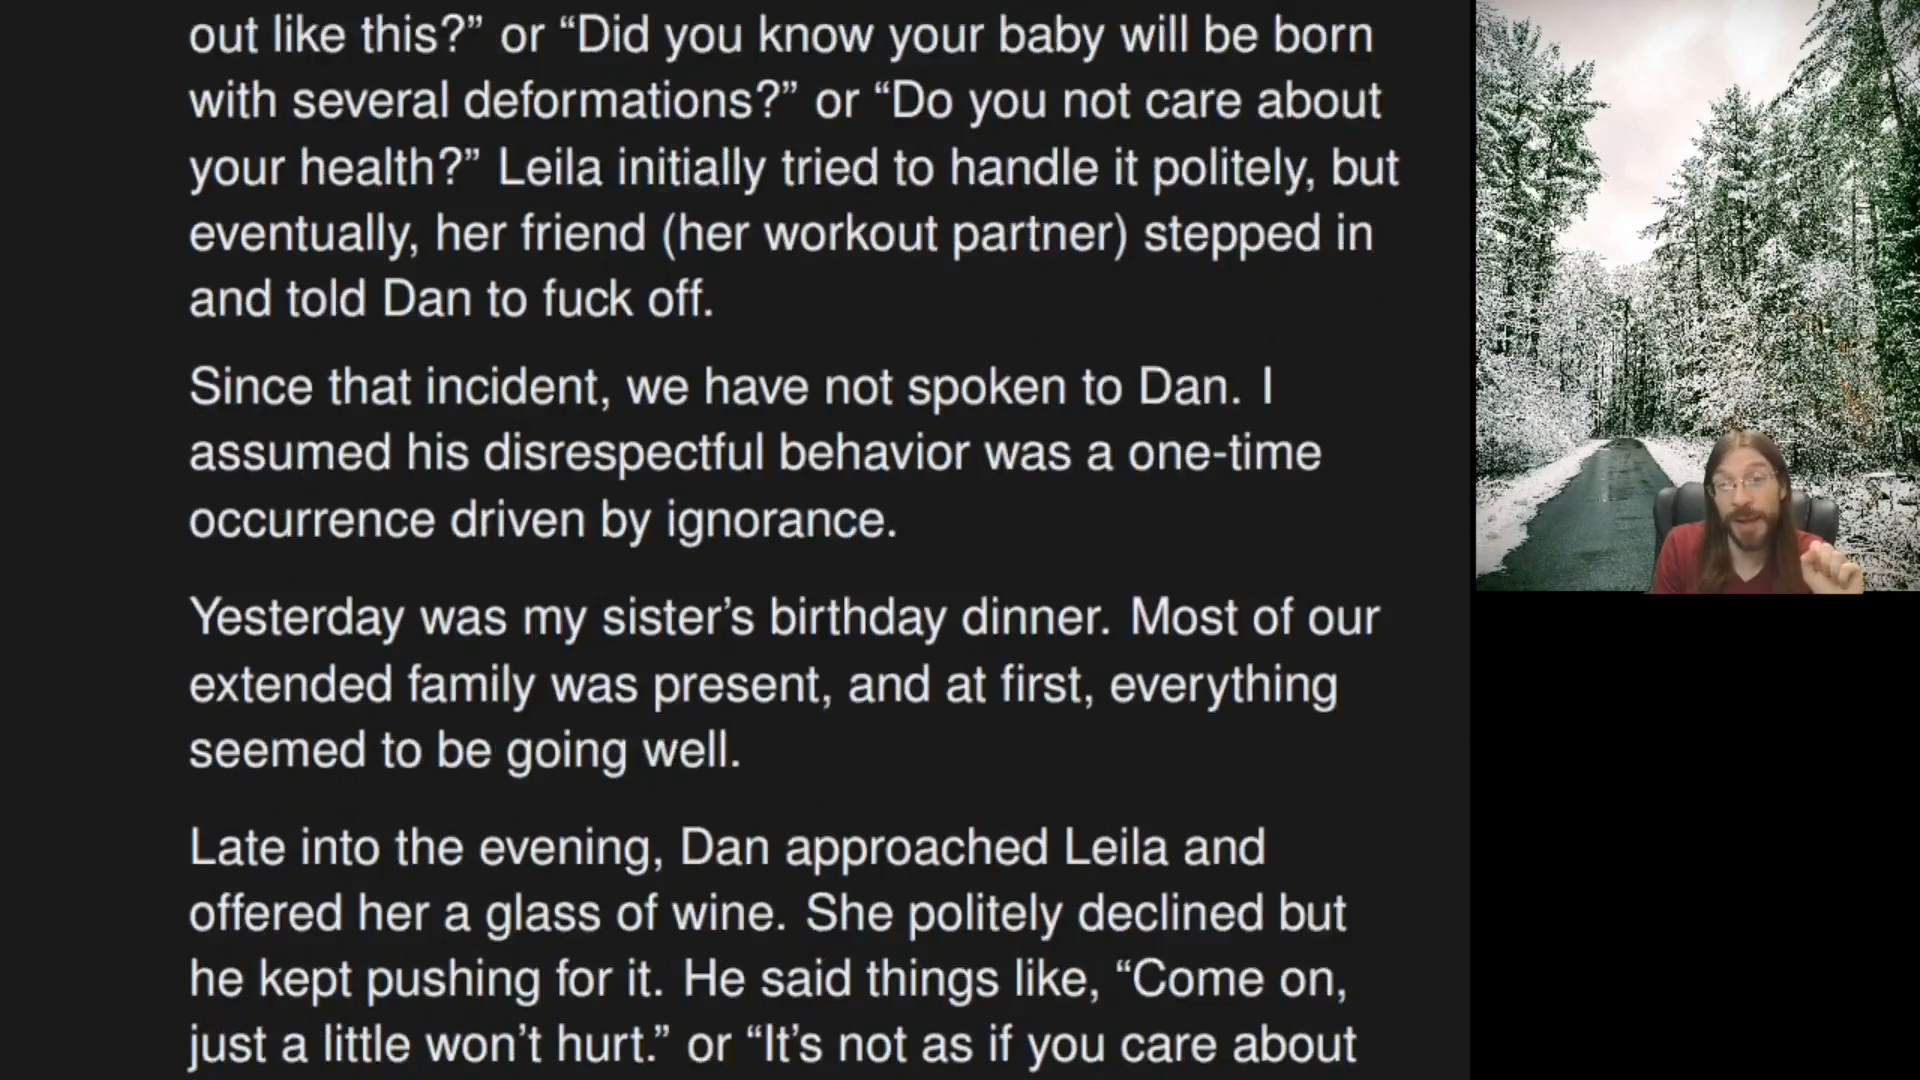 out like this?” or “Did you know your baby will be born
with several deformations?” or “Do you not care about
your health?” Leila initially tried to handle it politely, but
eventually, her friend (her workout partner) stepped in
and told Dan to fuck off.
Since that incident, we have not spoken to Dan. I
assumed his disrespectful behavior was a one-time
occurrence driven by ignorance.
Yesterday was my sister’s birthday dinner. Most of our
extended family was present, and at first, everything
seemed to be going well.
Late into the evening, Dan approached Leila and
offered her a glass of wine. She politely declined but
he kept pushing for it. He said things like, “Come on,
just a little won’t hurt.” or “It’s not as if you care about